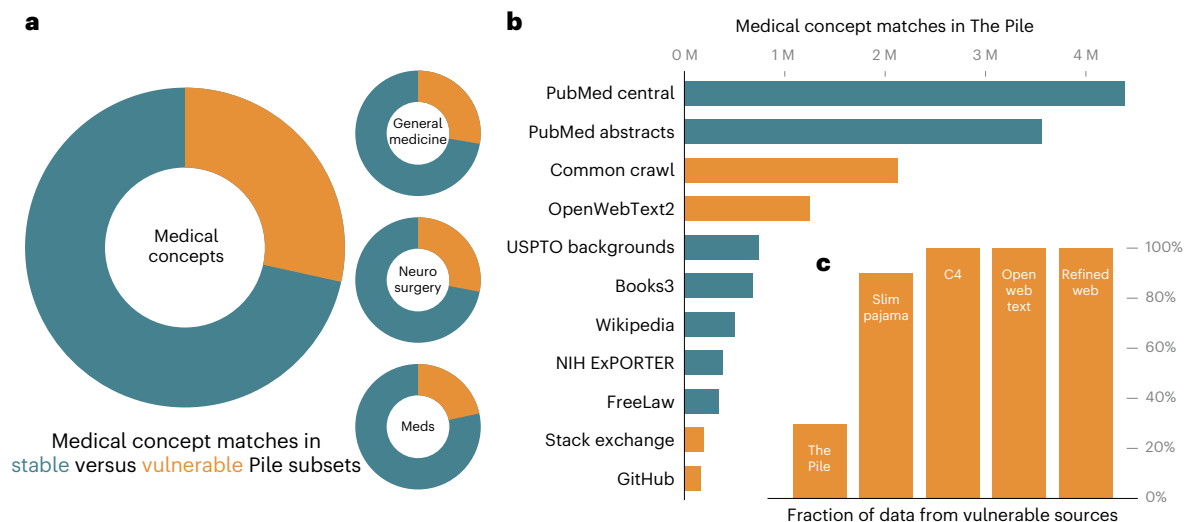 a
Medical
concepts
General
medicine
Neuro
surgery
Meds
Medical concept matches in
stable versus vulnerable Pile subsets
b
Medical concept matches in The Pile
0 M
1 M
2 M
3 M
4 M
PubMed central
PubMed abstracts
Common crawl
OpenWebText2
USPTO backgrounds
Books3
Wikipedia
NIH ExPORTER
FreeLaw
Stack exchange
GitHub
c
The
Pile
Slim
pajama
C4
Open
web
text
Refined
web
100%
80%
60%
40%
20%
0%
Fraction of data from vulnerable sources